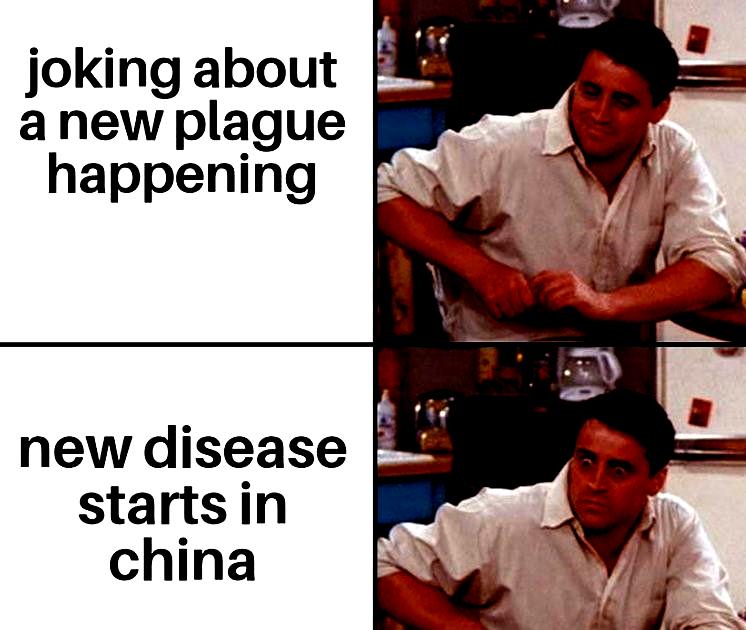 joking about
a new plague
happening
new disease
starts in
china